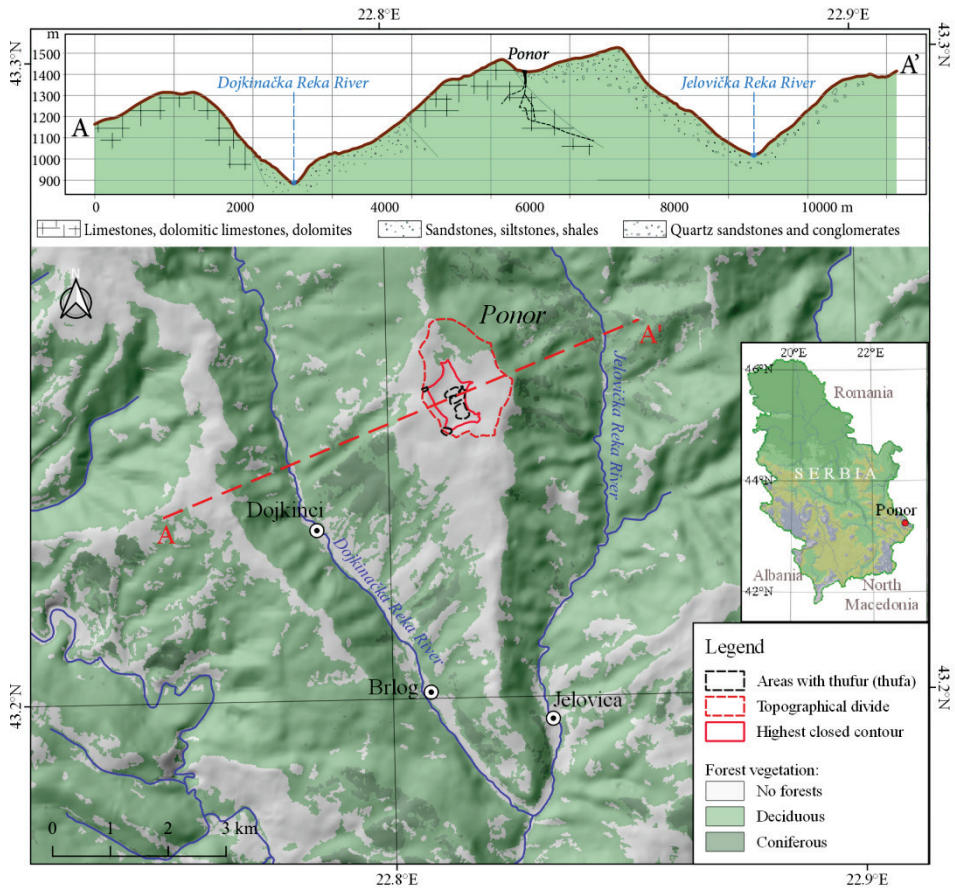 22.8°E
22.9°E
43.3°N
43.3°N
m
1500
1400
1300
1200
1100
1000
900
Dojkinačka Reka River
Ponor
Jelovička Reka River
A
A'
0
2000
4000
6000
8000
10000 m
Limestones, dolomitic limestones, dolomites
Sandstones, siltstones, shales
Quartz sandstones and conglomerates
N
Ponor
A'
Jelovička Reka River
A
Dojkinci
Dojkinačka Reka River
Brlog
Jelovica
20°E
22°E
46°N
Romania
SERBIA
44°N
Ponor
Albania
42°N
North
Macedonia
Legend
Areas with thufur (thufa)
Topographical divide
Highest closed contour
Forest vegetation:
No forests
Deciduous
Coniferous
43.2°N
43.2°N
0
1
2
3 km
22.8°E
22.9°E